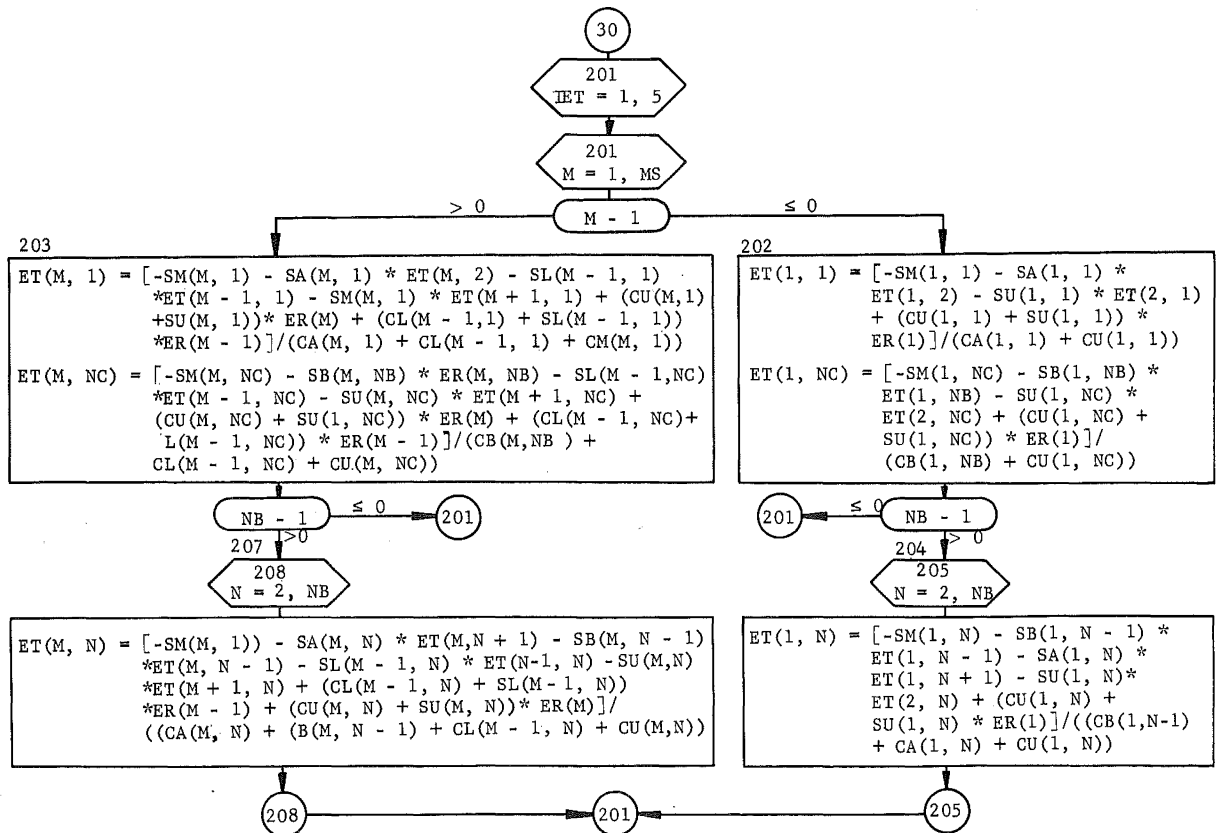 30
201
IET = 1, 5
201
M = 1, MS
> 0
M - 1
≤ 0
203
ET(M, 1) = [-SM(M, 1) - SA(M, 1) * ET(M, 2) - SL(M - 1, 1)
*ET(M - 1, 1) - SM(M, 1) * ET(M + 1, 1) + (CU(M,1)
+SU(M, 1))* ER(M) + (CL(M - 1,1) + SL(M - 1, 1))
*ER(M - 1)]/(CA(M, 1) + CL(M - 1, 1) + CM(M, 1))
ET(M, NC) = [-SM(M, NC) - SB(M, NB) * ER(M, NB) - SL(M - 1,NC)
*ET(M - 1, NC) - SU(M, NC) * ET(M + 1, NC) +
(CU(M, NC) + SU(1, NC)) * ER(M) + (CL(M - 1, NC)+
L(M - 1, NC)) * ER(M - 1)]/(CB(M,NB ) +
CL(M - 1, NC) + CU.(M, NC))
202
ET(1, 1) = [-SM(1, 1) - SA(1, 1) *
ET(1, 2) - SU(1, 1) * ET(2, 1)
+ (CU(1, 1) + SU(1, 1)) *
ER(1)]/(CA(1, 1) + CU(1, 1))
ET(1, NC) = [-SM(1, NC) - SB(1, NB) *
ET(1, NB) - SU(1, NC) *
ET(2, NC) + (CU(1, NC) +
SU(1, NC)) * ER(1)]/
(CB(1, NB) + CU(1, NC))
NB - 1
≤ 0
201
>0
201
≤ 0
NB - 1
> 0
207
208
N = 2, NB
204
205
N = 2, NB
ET(M, N) = [-SM(M, 1)) - SA(M, N) * ET(M,N + 1) - SB(M, N - 1)
*ET(M, N - 1) - SL(M - 1, N) * ET(N-1, N) -SU(M,N)
*ET(M + 1, N) + (CL(M - 1, N) + SL(M-1, N))
*ER(M - 1) + (CU(M, N) + SU(M, N))* ER(M)]/
((CA(M, N) + (B(M, N - 1) + CL(M - 1, N) + CU(M,N))
ET(1, N) = [-SM(1, N) - SB(1, N - 1) *
ET(1, N - 1) - SA(1, N) *
ET(1, N + 1) - SU(1, N)*
ET(2, N) + (CU(1, N) +
SU(1, N) * ER(1)]/((CB(1,N-1)
+ CA(1, N) + CU(1, N))
208
201
205